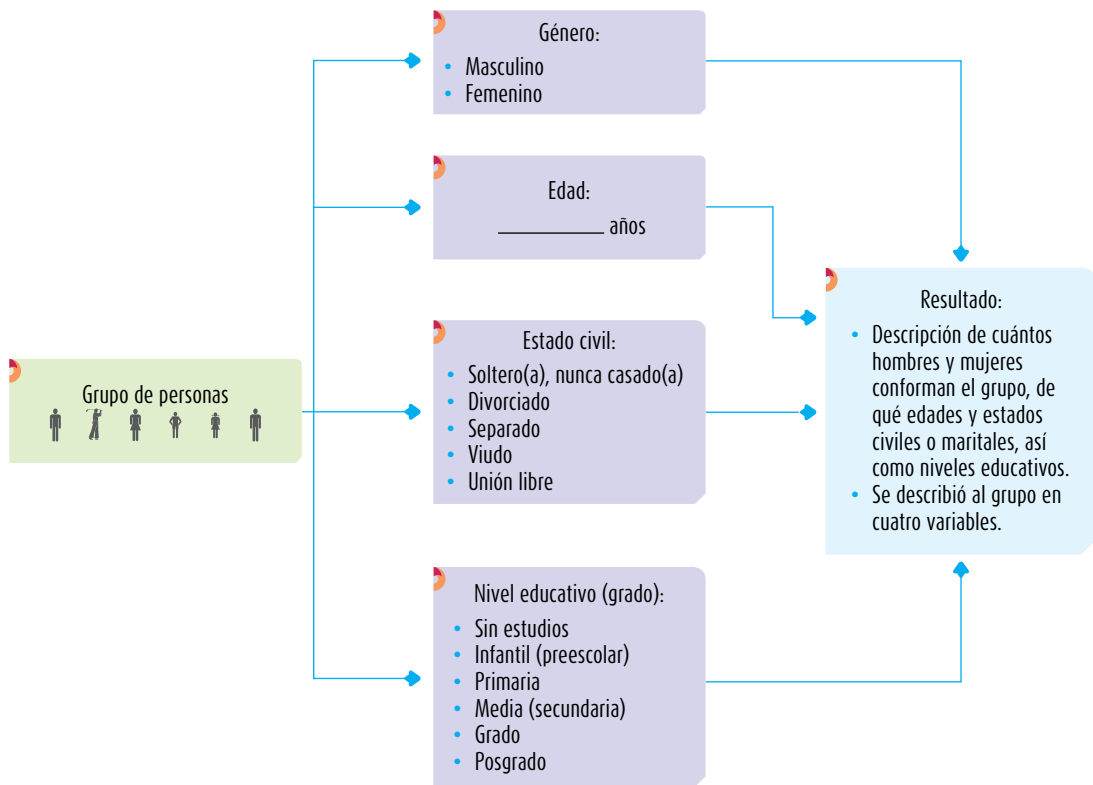 Grupo de personas
Género:
• Masculino
• Femenino
Edad:
__________ años
Estado civil:
• Soltero(a), nunca casado(a)
• Divorciado
• Separado
• Viudo
• Unión libre
Nivel educativo (grado):
• Sin estudios
• Infantil (preescolar)
• Primaria
• Media (secundaria)
• Grado
• Posgrado
Resultado:
• Descripción de cuántos
hombres y mujeres
conforman el grupo, de
qué edades y estados
civiles o maritales, así
como niveles educativos.
• Se describió al grupo en
cuatro variables.